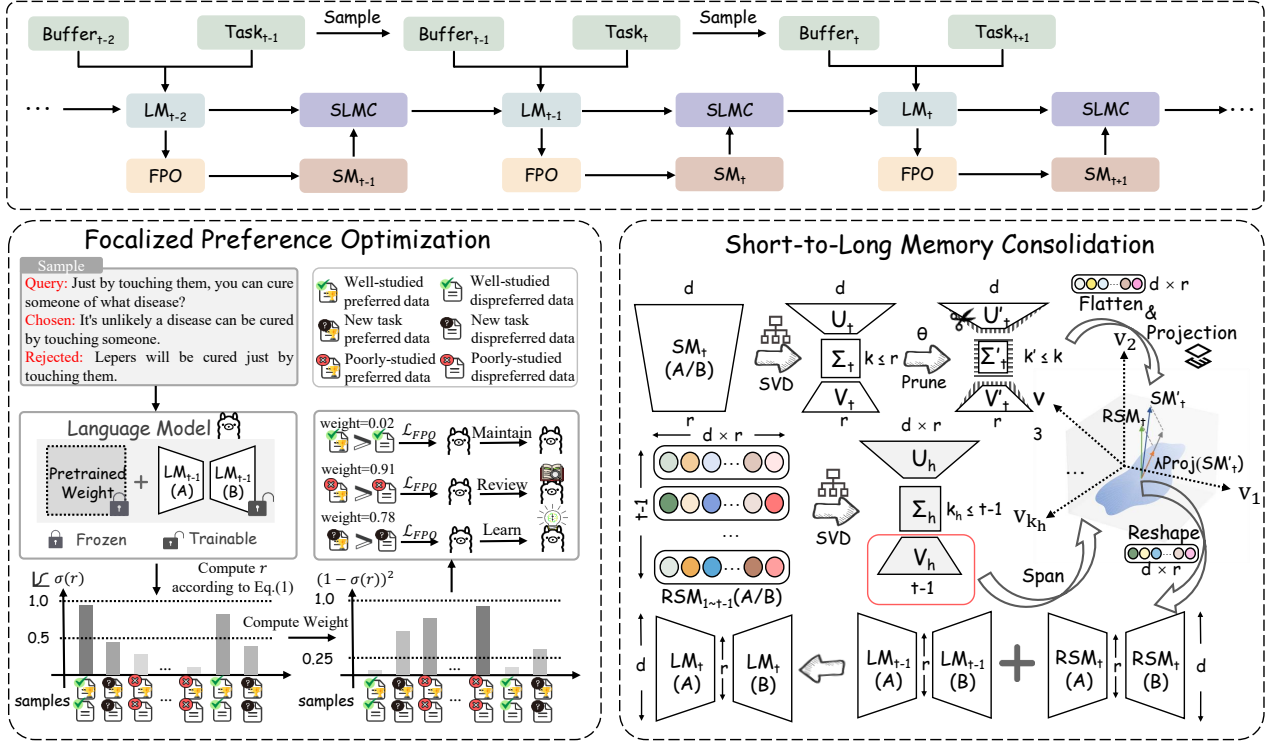 Buffer_{t-2}
Task_{t-1}
Sample
Buffer_{t-1}
Task_t
Sample
Buffer_t
Task_{t+1}
...
LM_{t-2}
SLMC
LM_{t-1}
SLMC
LM_t
SLMC
...
FPO
SM_{t-1}
FPO
SM_t
FPO
SM_{t+1}
Focalized Preference Optimization
Sample
Query: Just by touching them, you can cure
someone of what disease?
Chosen: It's unlikely a disease can be cured
by touching someone.
Rejected: Lepers will be cured just by
touching them.
Well-studied
preferred data
Well-studied
dispreferred data
New task
preferred data
New task
dispreferred data
Poorly-studied
preferred data
Poorly-studied
dispreferred data
Language Model
Pretrained
Weight
+
LM_{t-1}
(A)
LM_{t-1}
(B)
Frozen
Trainable
weight=0.02
>
ℒ_{FPO}
Maintain
weight=0.91
>
ℒ_{FPO}
Review
weight=0.78
>
ℒ_{FPO}
Learn
σ(r)
Compute r
according to Eq.(1)
1.0
0.5
...
samples
...
Compute Weight
(1 − σ(r))²
1.0
0.25
...
samples
...
Short-to-Long Memory Consolidation
d
SM_t
(A/B)
r
SVD
d
U_t
Σ_t
k ≤ r
V_t
r
θ
Prune
d
U'_t
Σ'_t
k' ≤ k
V'_t
r
d × r
Flatten
&
Projection
V_2
V
3
...
V_{k_h}
V_1
RSM_t
SM'_t
λProj(SM'_t)
d × r
t-1
...
...
...
RSM_{1~t-1}(A/B)
SVD
d × r
U_h
Σ_h
k_h ≤ t-1
V_h
t-1
Span
Reshape
d × r
d
LM_t
(A)
r
LM_t
(B)
LM_{t-1}
(A)
r
LM_{t-1}
(B)
+
RSM_t
(A)
r
RSM_t
(B)
d